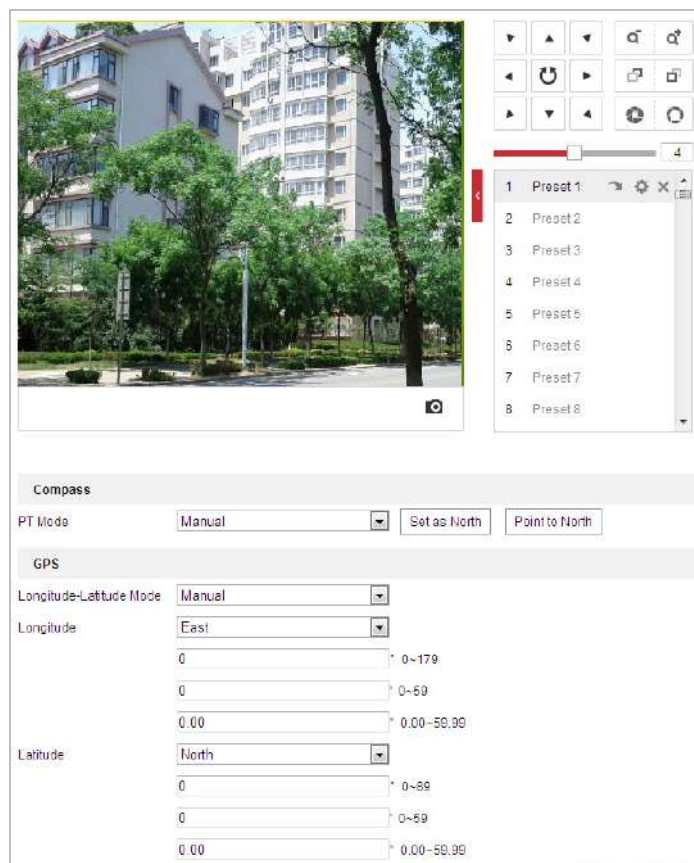 4
1 Preset 1
2 Preset 2
3 Preset 3
4 Preset 4
5 Preset 5
6 Preset 6
7 Preset 7
8 Preset 8
Compass
PT Mode Manual Set as North Point to North
GPS
Longitude-Latitude Mode Manual
Longitude East
0 ° 0~179
0 ' 0~59
0.00 " 0.00~59.99
Latitude North
0 ° 0~89
0 ' 0~59
0.00 " 0.00~59.99